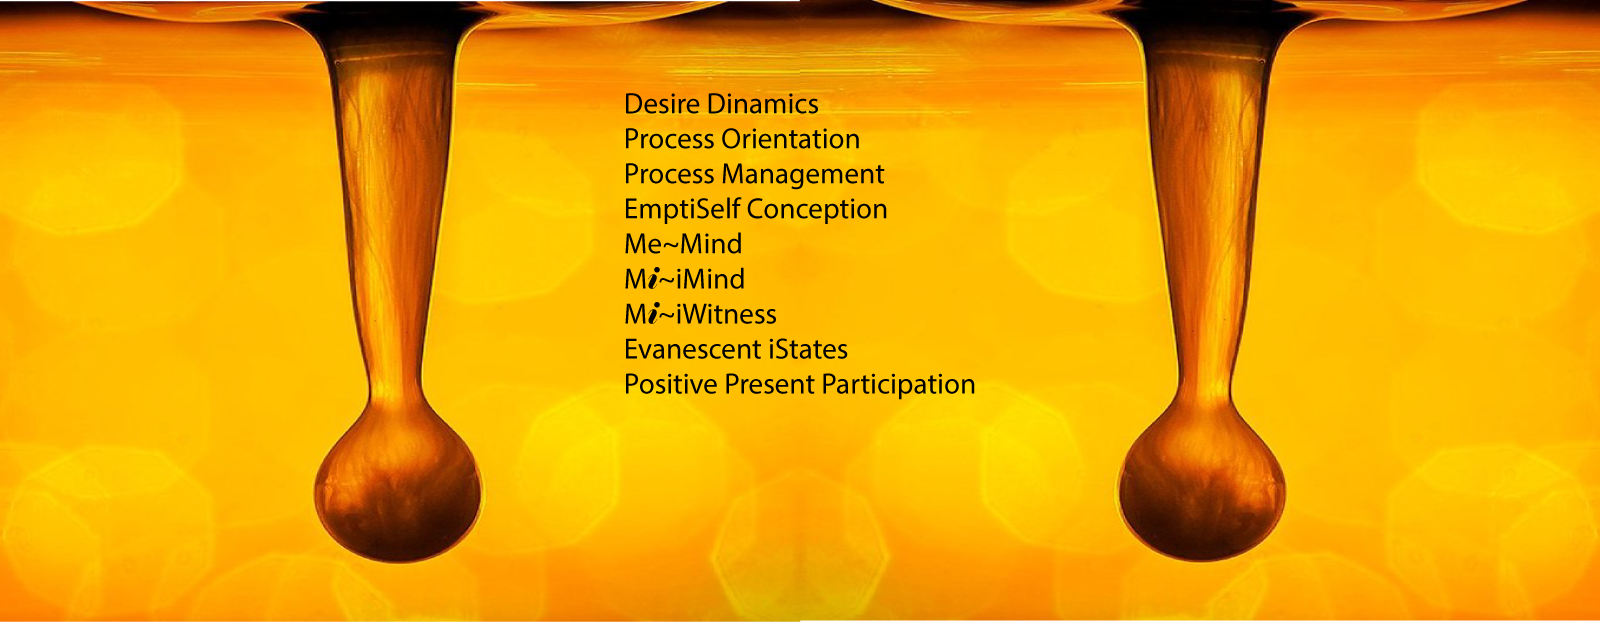 Desire Dinamics
Process Orientation
Process Management
EmptiSelf Conception
Me~Mind
Mi~iMind
Mi~iWitness
Evanescent iStates
Positive Present Participation